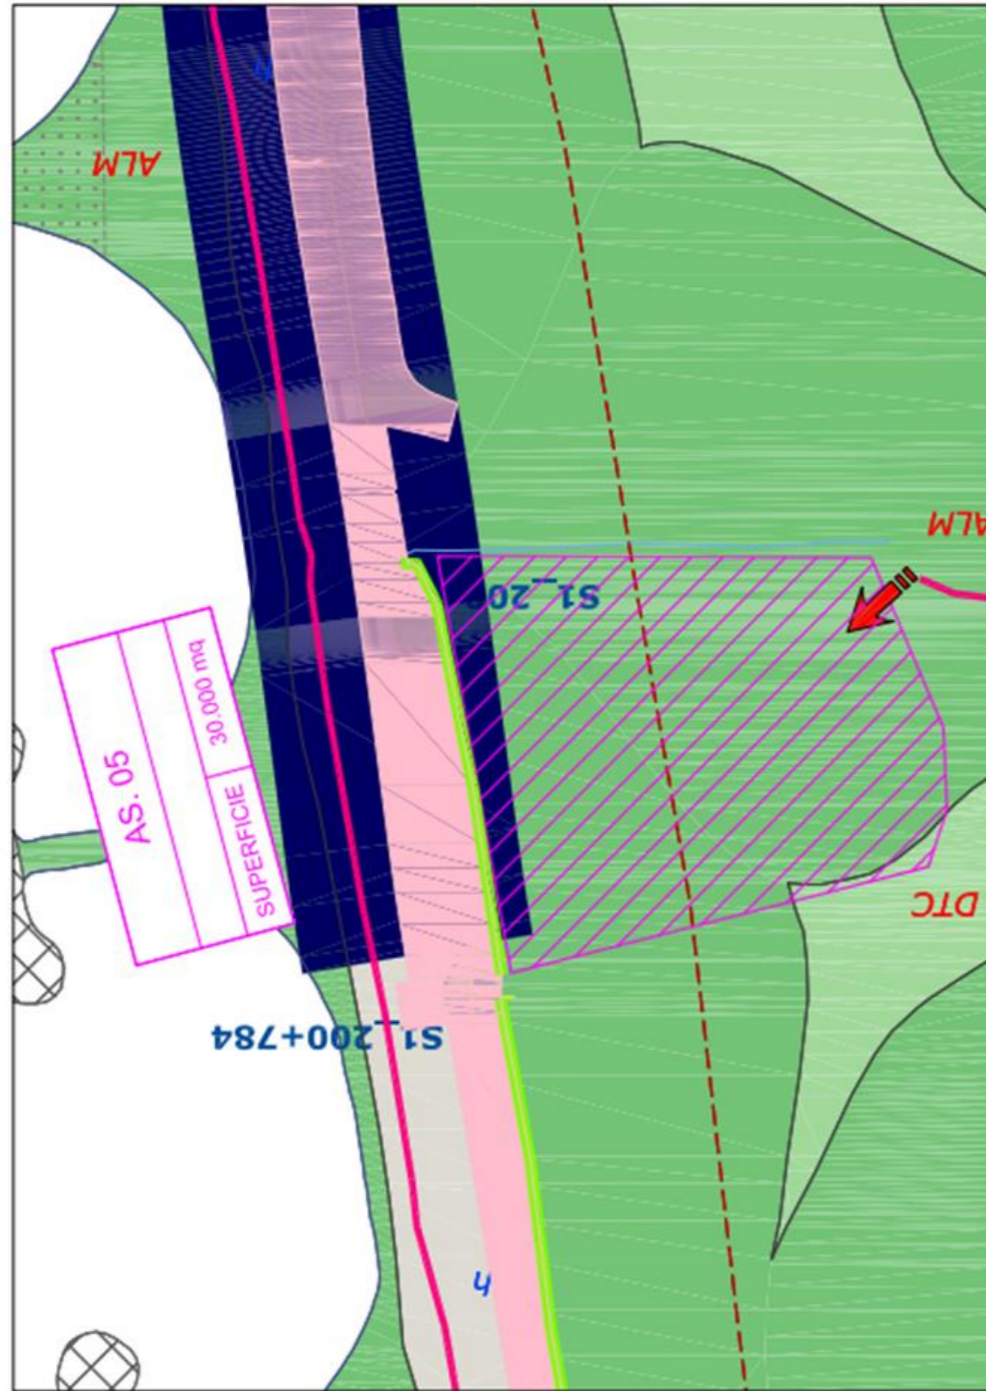 h
ALM
ALM
S1_20
AS. 05
SUPERFICIE 30.000 mq
DTC
S1_200+784
h